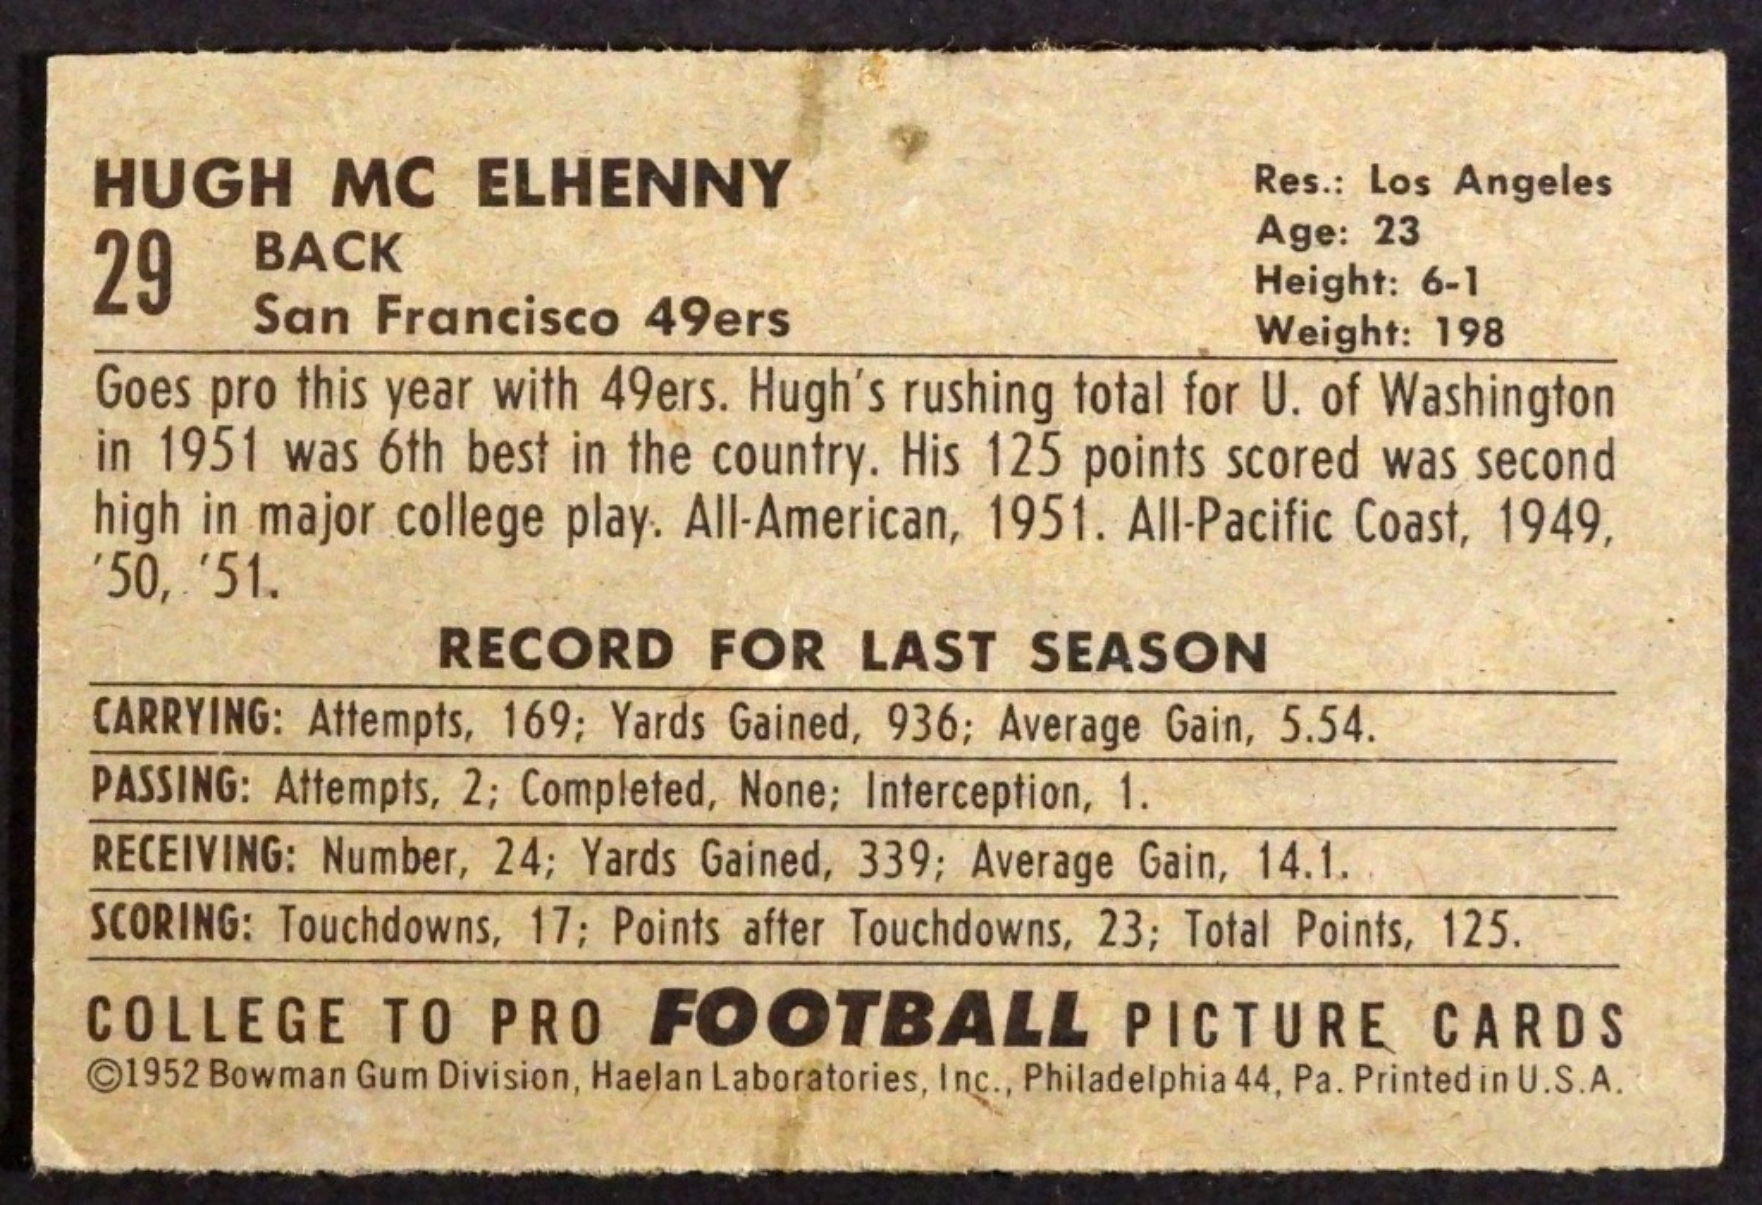 HUGH MC ELHENNY
29 BACK
San Francisco 49ers
Res.: Los Angeles
Age: 23
Height: 6-1
Weight: 198
Goes pro this year with 49ers. Hugh's rushing total for U. of Washington
in 1951 was 6th best in the country. His 125 points scored was second
high in major college play. All-American, 1951. All-Pacific Coast, 1949,
'50, '51.
RECORD FOR LAST SEASON
CARRYING: Attempts, 169; Yards Gained, 936; Average Gain, 5.54.
PASSING: Attempts, 2; Completed, None; Interception, 1.
RECEIVING: Number, 24; Yards Gained, 339; Average Gain, 14.1.
SCORING: Touchdowns, 17; Points after Touchdowns, 23; Total Points, 125.
COLLEGE TO PRO FOOTBALL PICTURE CARDS
©1952 Bowman Gum Division, Haelan Laboratories, Inc., Philadelphia 44, Pa. Printed in U.S.A.